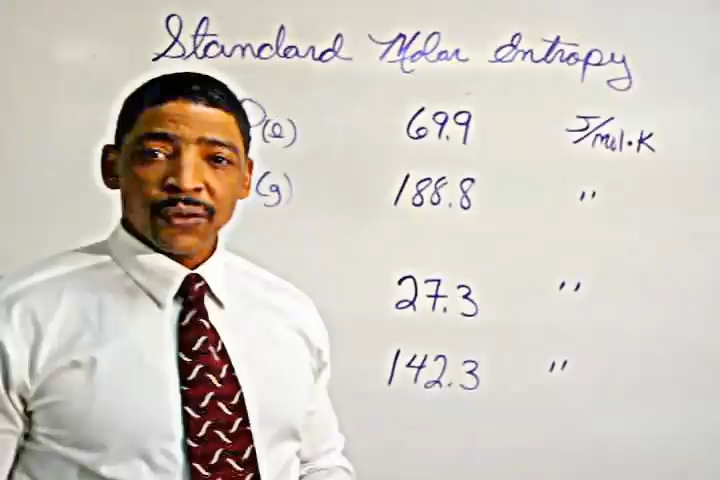 Standard Molar Entropy
O(l) 69.9 J/mol·K
(g) 188.8 "
27.3 "
142.3 "